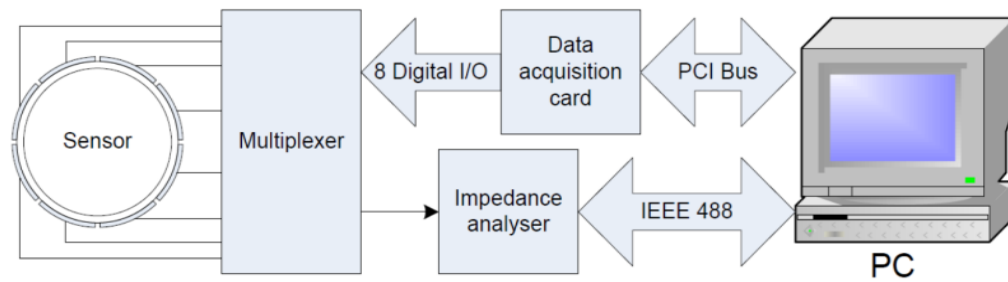 Sensor
Multiplexer
8 Digital I/O
Data
acquisition
card
PCI Bus
Impedance
analyser
IEEE 488
PC